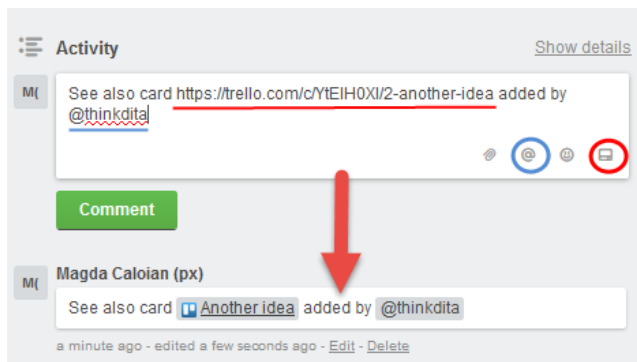 Activity
Show details
M(
See also card https://trello.com/c/YtEIH0XI/2-another-idea added by
@thinkdita
@
Comment
Magda Caloian (px)
M(
See also card Another idea added by @thinkdita
a minute ago - edited a few seconds ago - Edit - Delete